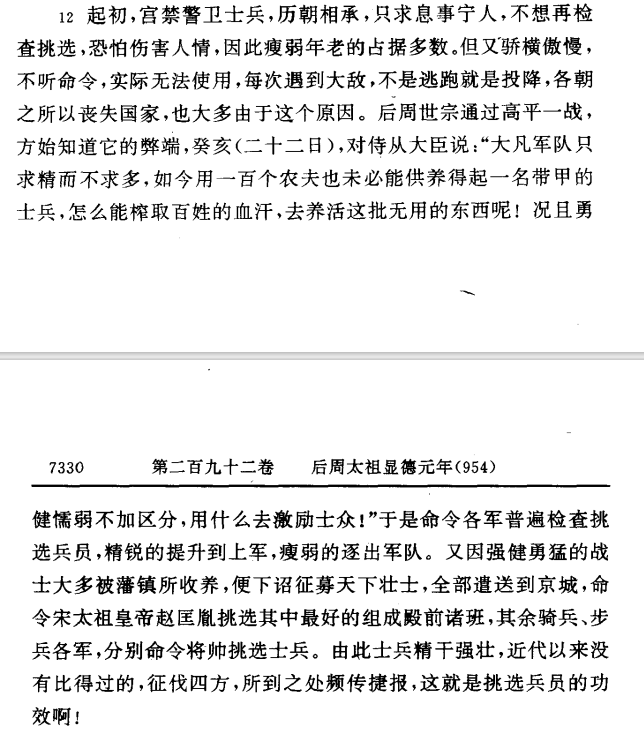 12 起初,宫禁警卫士兵,历朝相承,只求息事宁人,不想再检
查挑选,恐怕伤害人情,因此瘦弱年老的占据多数。但又骄横傲慢,
不听命令,实际无法使用,每次遇到大敌,不是逃跑就是投降,各朝
之所以丧失国家,也大多由于这个原因。后周世宗通过高平一战,
方始知道它的弊端,癸亥(二十二日),对侍从大臣说:“大凡军队只
求精而不求多,如今用一百个农夫也未必能供养得起一名带甲的
士兵,怎么能榨取百姓的血汗,去养活这批无用的东西呢!况且勇
7330 第二百九十二卷 后周太祖显德元年(954)
健懦弱不加区分,用什么去激励士众!”于是命令各军普遍检查挑
选兵员,精锐的提升到上军,瘦弱的逐出军队。又因强健勇猛的战
士大多被藩镇所收养,便下诏征募天下壮士,全部遣送到京城,命
令宋太祖皇帝赵匡胤挑选其中最好的组成殿前诸班,其余骑兵、步
兵各军,分别命令将帅挑选士兵。由此士兵精干强壮,近代以来没
有比得过的,征伐四方,所到之处频传捷报,这就是挑选兵员的功
效啊!